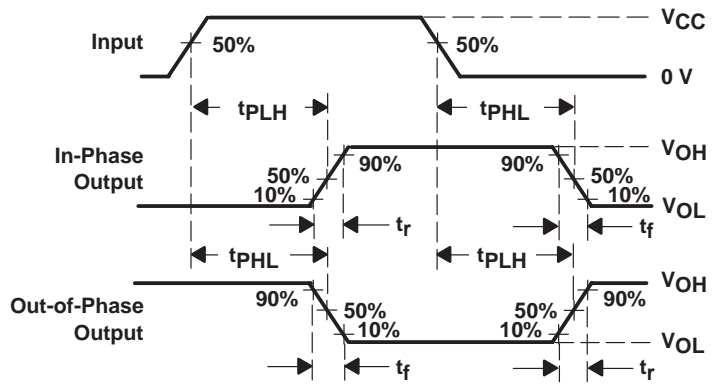 VCC
Input
50%
50%
0 V
tPLH
tPHL
In-Phase
Output
VOH
90%
90%
50%
50%
10%
10%
VOL
tr
tf
tPHL
tPLH
Out-of-Phase
Output
VOH
90%
90%
50%
50%
10%
10%
VOL
tf
tr